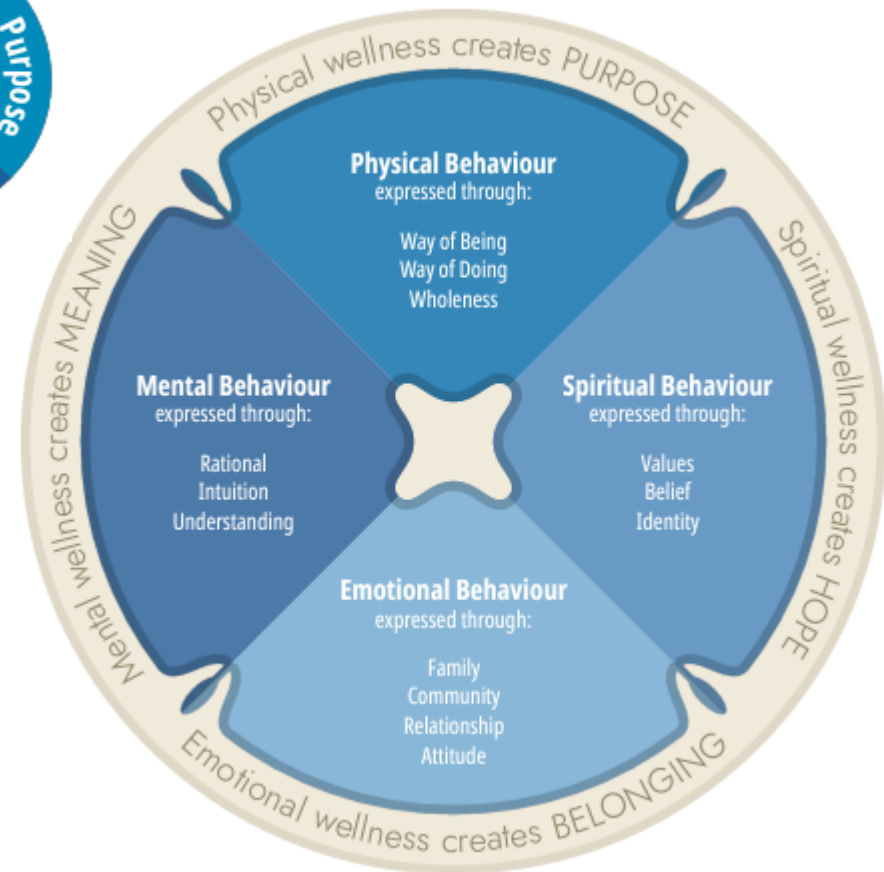 Purpose
Physical wellness creates PURPOSE
Physical Behaviour
expressed through:
Way of Being
Way of Doing
Wholeness
Mental wellness creates MEANING
Mental Behaviour
expressed through:
Rational
Intuition
Understanding
Spiritual Behaviour
expressed through:
Values
Belief
Identity
Spiritual wellness creates HOPE
Emotional Behaviour
expressed through:
Family
Community
Relationship
Attitude
Emotional wellness creates BELONGING